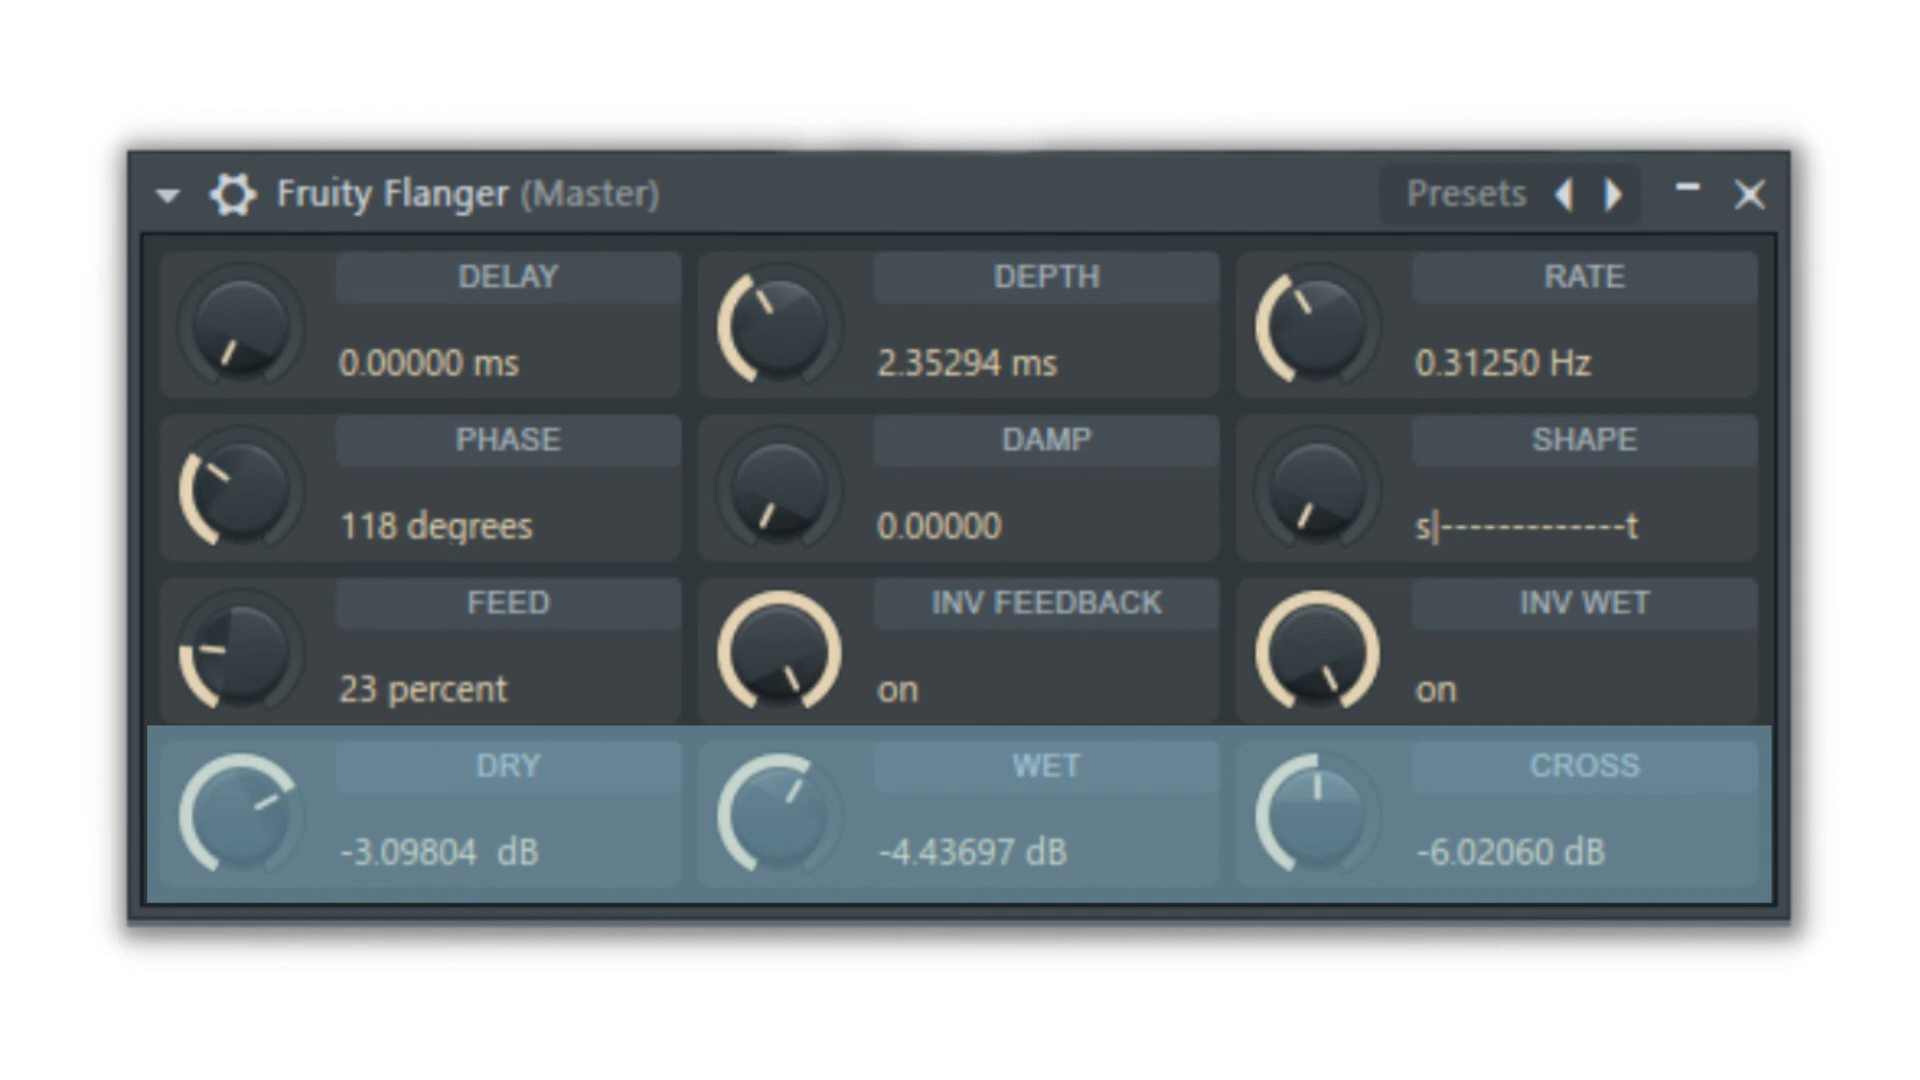 Fruity Flanger (Master) Presets
DELAY DEPTH RATE
0.00000 ms 2.35294 ms 0.31250 Hz
PHASE DAMP SHAPE
118 degrees 0.00000 s|-------------t
FEED INV FEEDBACK INV WET
23 percent on on
DRY WET CROSS
-3.09804 dB -4.43697 dB -6.02060 dB